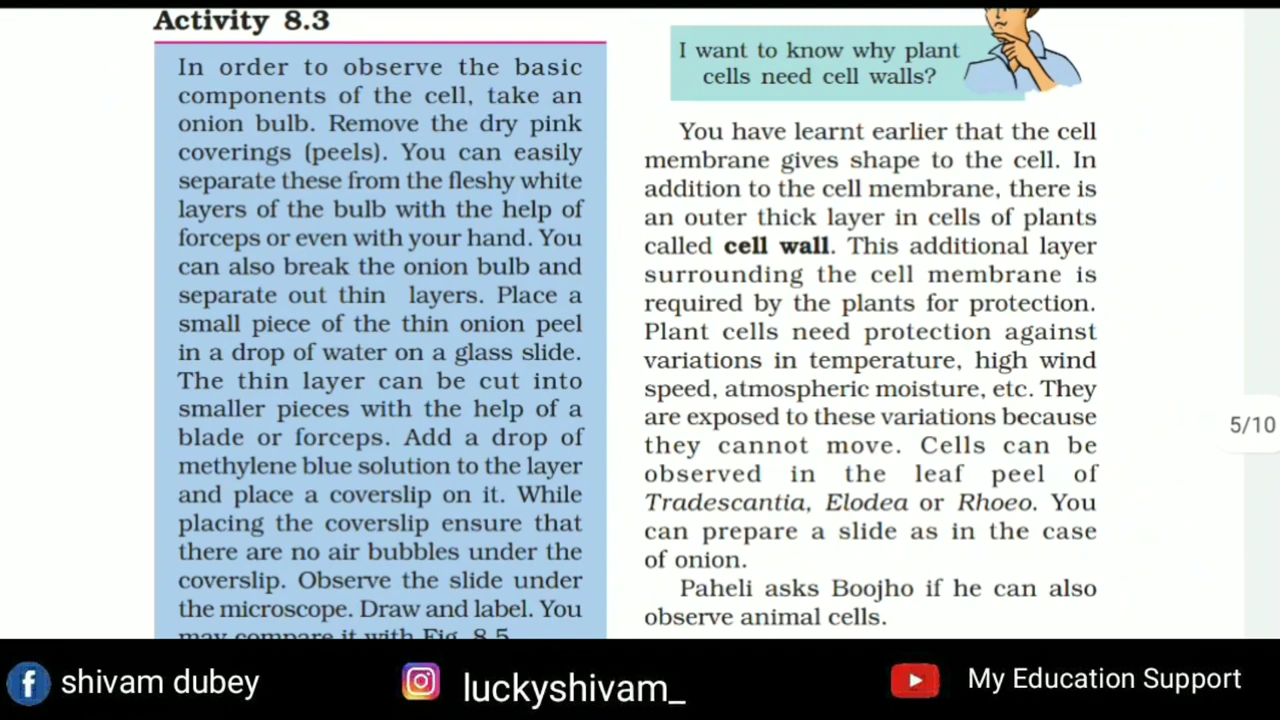 Activity 8.3
In order to observe the basic
components of the cell, take an
onion bulb. Remove the dry pink
coverings (peels). You can easily
separate these from the fleshy white
layers of the bulb with the help of
forceps or even with your hand. You
can also break the onion bulb and
separate out thin layers. Place a
small piece of the thin onion peel
in a drop of water on a glass slide.
The thin layer can be cut into
smaller pieces with the help of a
blade or forceps. Add a drop of
methylene blue solution to the layer
and place a coverslip on it. While
placing the coverslip ensure that
there are no air bubbles under the
coverslip. Observe the slide under
the microscope. Draw and label. You
may compare it with Fig. 8.5.
I want to know why plant
cells need cell walls?
You have learnt earlier that the cell
membrane gives shape to the cell. In
addition to the cell membrane, there is
an outer thick layer in cells of plants
called cell wall. This additional layer
surrounding the cell membrane is
required by the plants for protection.
Plant cells need protection against
variations in temperature, high wind
speed, atmospheric moisture, etc. They
are exposed to these variations because
they cannot move. Cells can be
observed in the leaf peel of
Tradescantia, Elodea or Rhoeo. You
can prepare a slide as in the case
of onion.
Paheli asks Boojho if he can also
observe animal cells.
5/10
shivam dubey
luckyshivam_
My Education Support